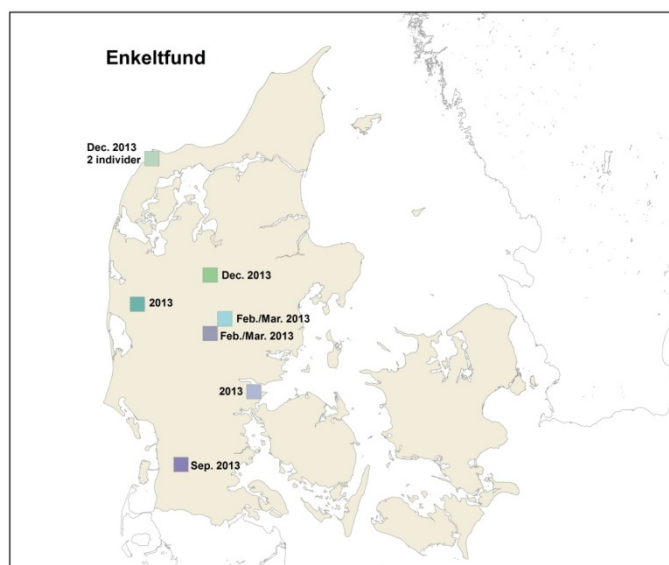 Enkeltfund
Dec. 2013
2 individer
Dec. 2013
2013
Feb./Mar. 2013
Feb./Mar. 2013
2013
Sep. 2013